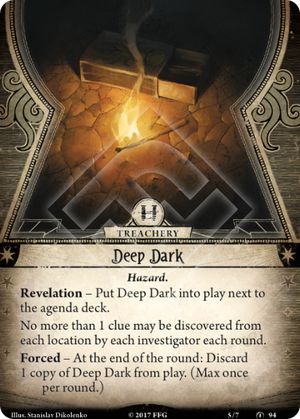 TREACHERY
Deep Dark
Hazard.
Revelation – Put Deep Dark into play next to
the agenda deck.
No more than 1 clue may be discovered from
each location by each investigator each round.
Forced – At the end of the round: Discard
1 copy of Deep Dark from play. (Max once
per round.)
Illus. Stanislav Dikolenko © 2017 FFG 5/7 94